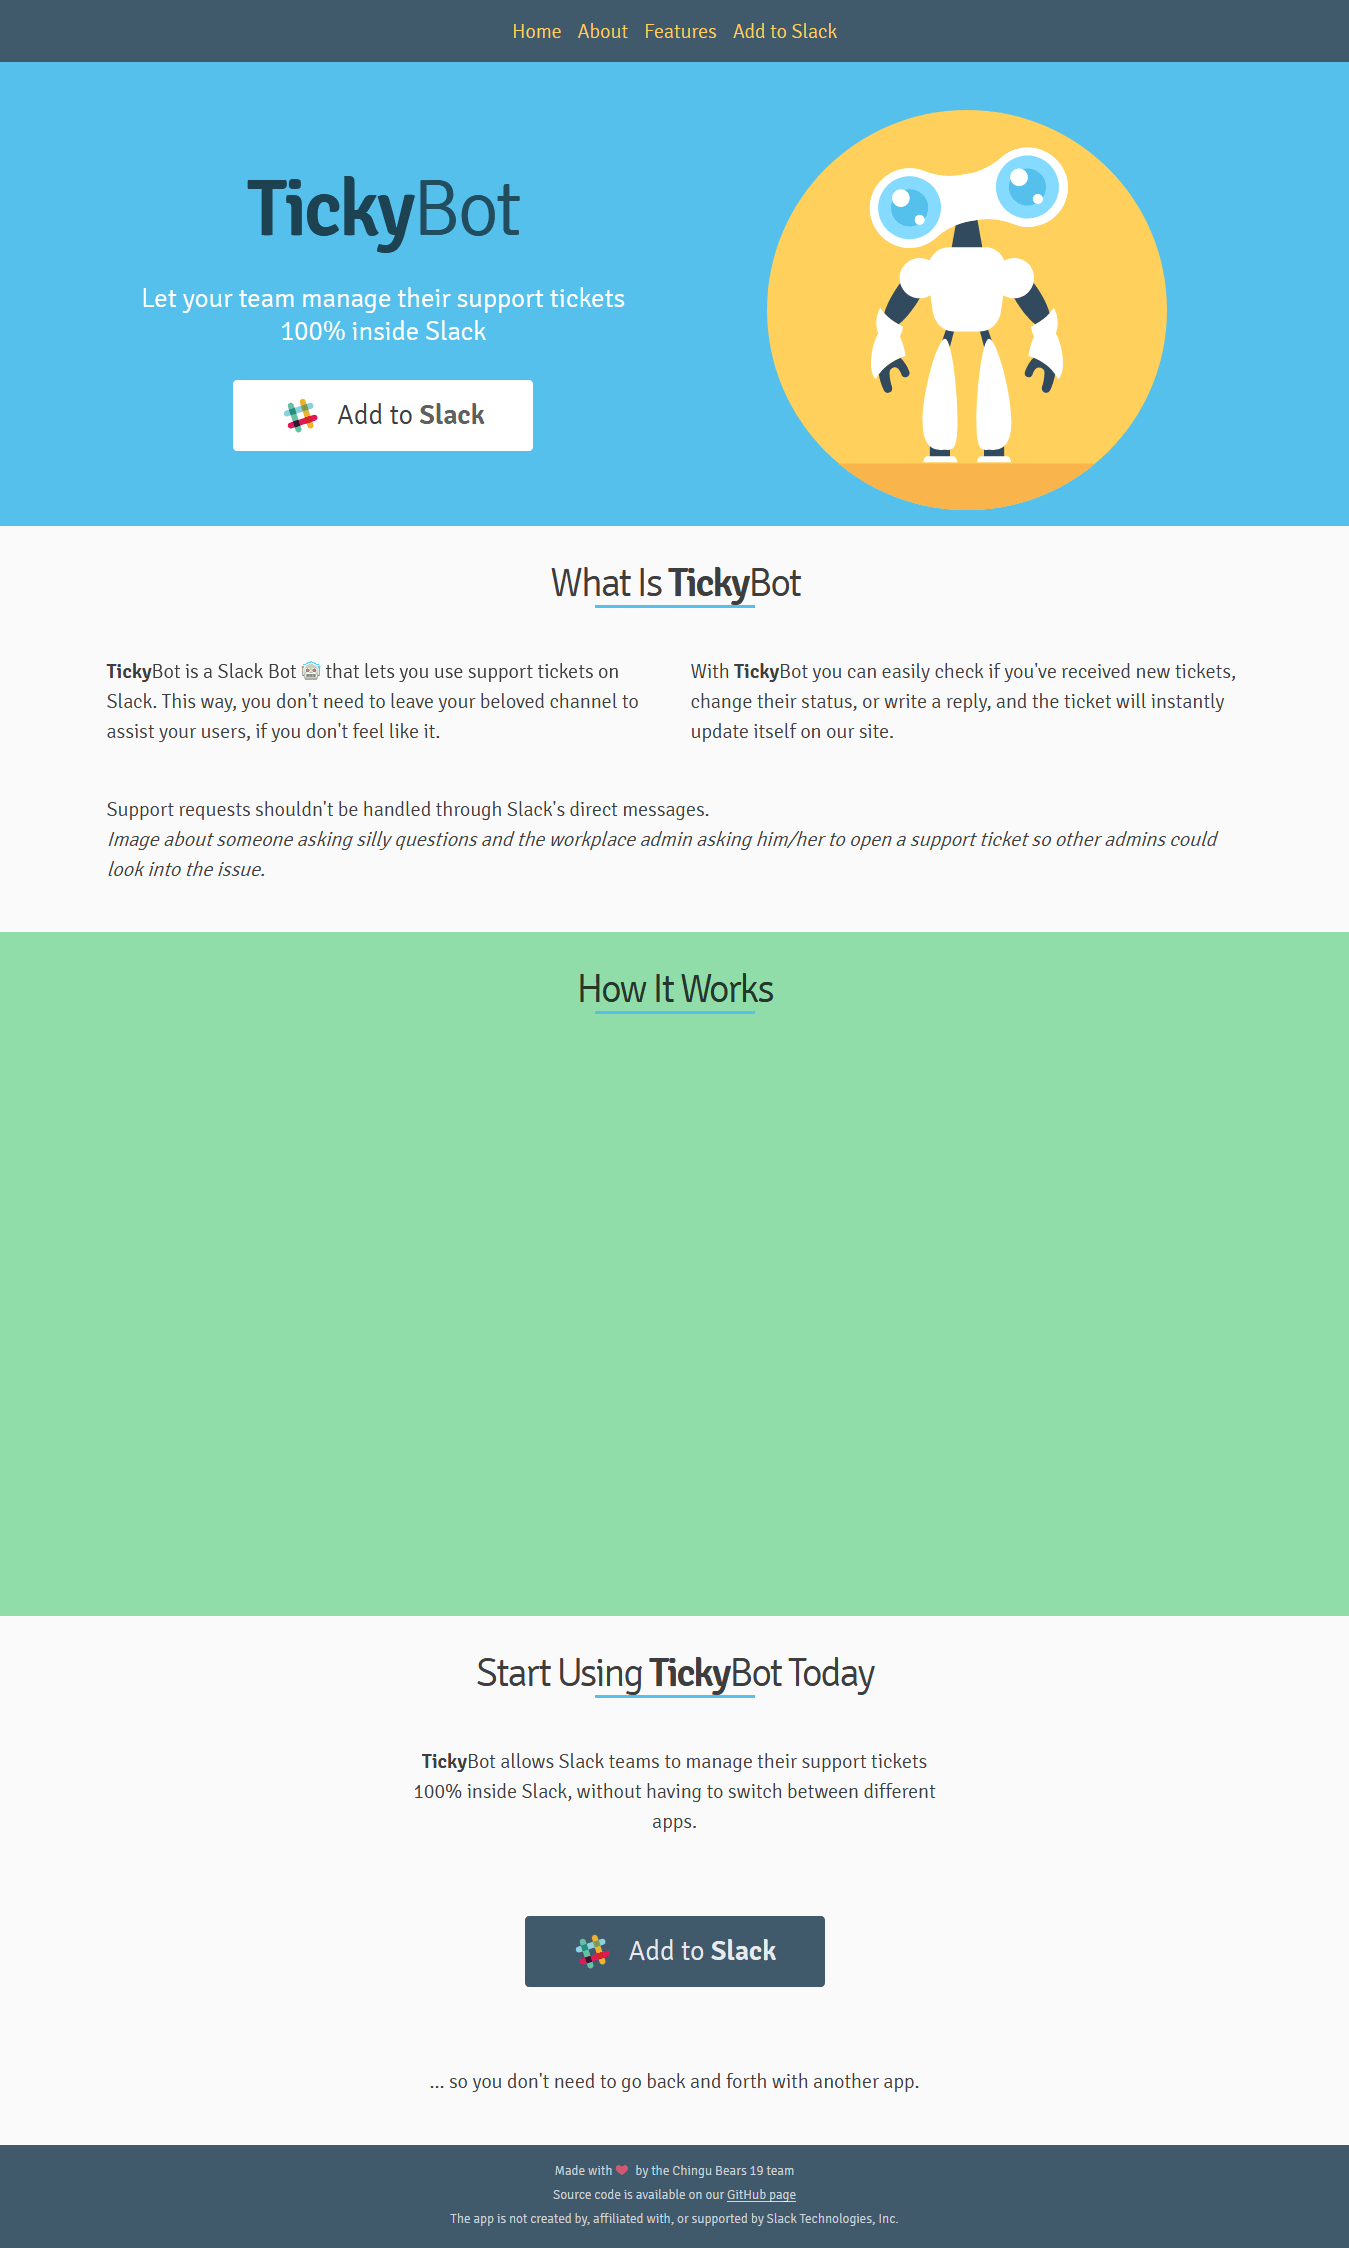 Home About Features Add to Slack
TickyBot
Let your team manage their support tickets
100% inside Slack
Add to Slack
What Is TickyBot
TickyBot is a Slack Bot 🤖 that lets you use support tickets on
Slack. This way, you don't need to leave your beloved channel to
assist your users, if you don't feel like it.
With TickyBot you can easily check if you've received new tickets,
change their status, or write a reply, and the ticket will instantly
update itself on our site.
Support requests shouldn't be handled through Slack's direct messages.
Image about someone asking silly questions and the workplace admin asking him/her to open a support ticket so other admins could
look into the issue.
How It Works
Start Using TickyBot Today
TickyBot allows Slack teams to manage their support tickets
100% inside Slack, without having to switch between different
apps.
Add to Slack
... so you don't need to go back and forth with another app.
Made with ❤ by the Chingu Bears 19 team
Source code is available on our GitHub page
The app is not created by, affiliated with, or supported by Slack Technologies, Inc.